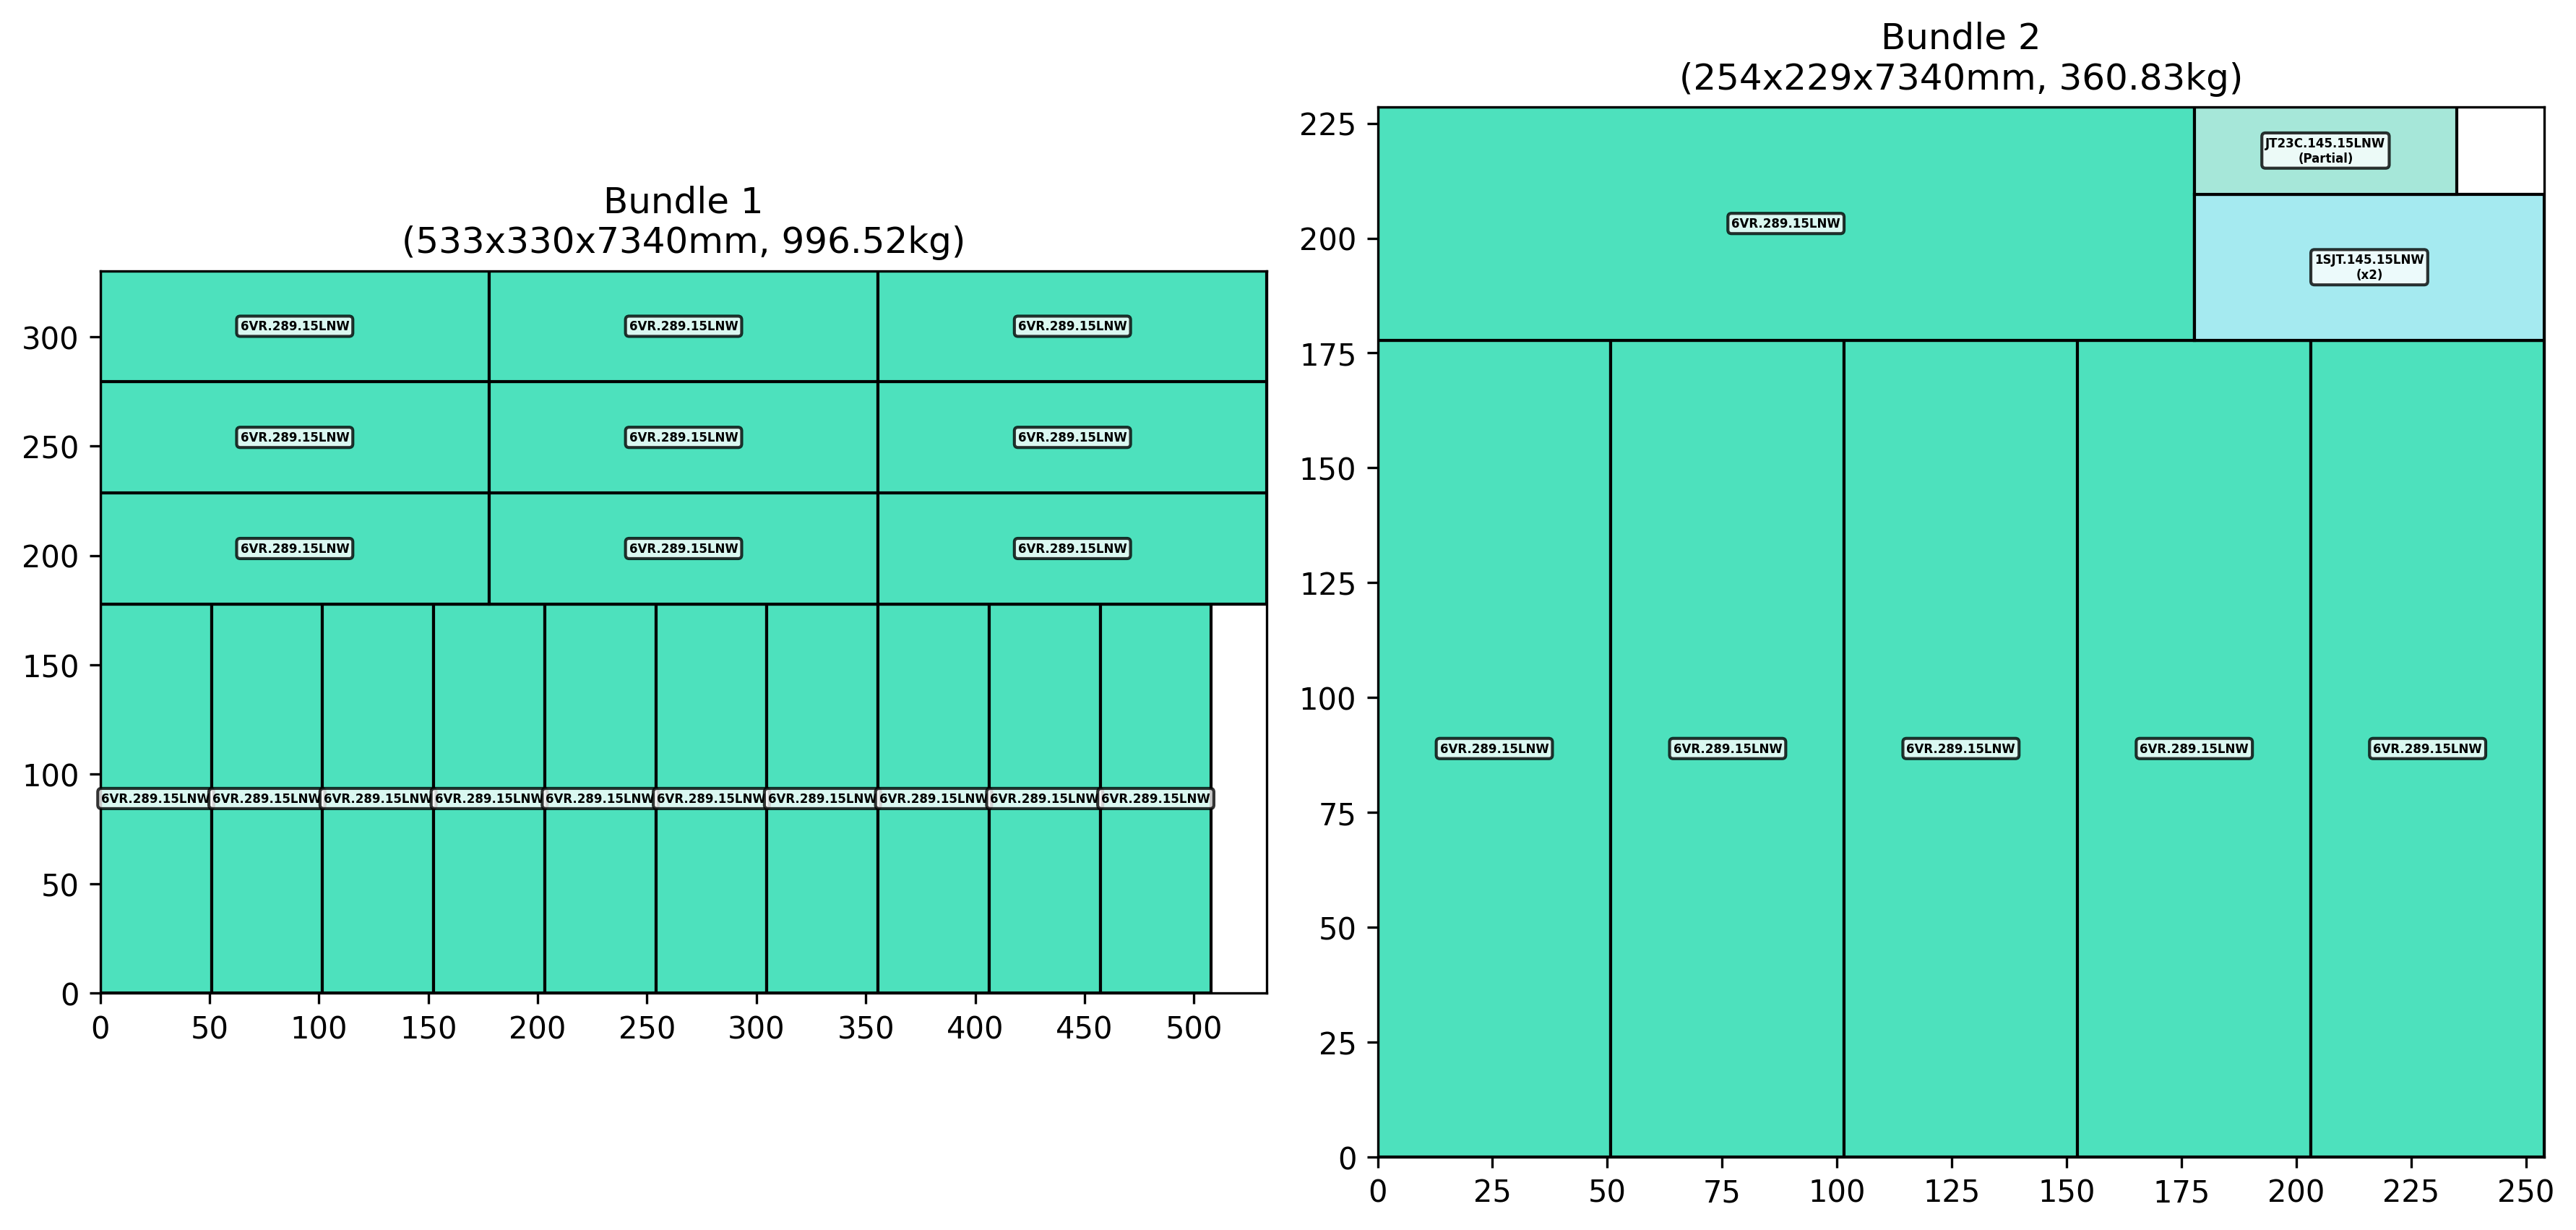 Bundle 1
(533x330x7340mm, 996.52kg)
300
250
200
150
100
50
0
6VR.289.15LNW 6VR.289.15LNW 6VR.289.15LNW
6VR.289.15LNW 6VR.289.15LNW 6VR.289.15LNW
6VR.289.15LNW 6VR.289.15LNW 6VR.289.15LNW
6VR.289.15LNW 6VR.289.15LNW 6VR.289.15LNW 6VR.289.15LNW 6VR.289.15LNW 6VR.289.15LNW 6VR.289.15LNW 6VR.289.15LNW 6VR.289.15LNW 6VR.289.15LNW
0 50 100 150 200 250 300 350 400 450 500
Bundle 2
(254x229x7340mm, 360.83kg)
225
200
175
150
125
100
75
50
25
0
JT23C.145.15LNW
(Partial)
6VR.289.15LNW
1SJT.145.15LNW
(x2)
6VR.289.15LNW 6VR.289.15LNW 6VR.289.15LNW 6VR.289.15LNW 6VR.289.15LNW
0 25 50 75 100 125 150 175 200 225 250